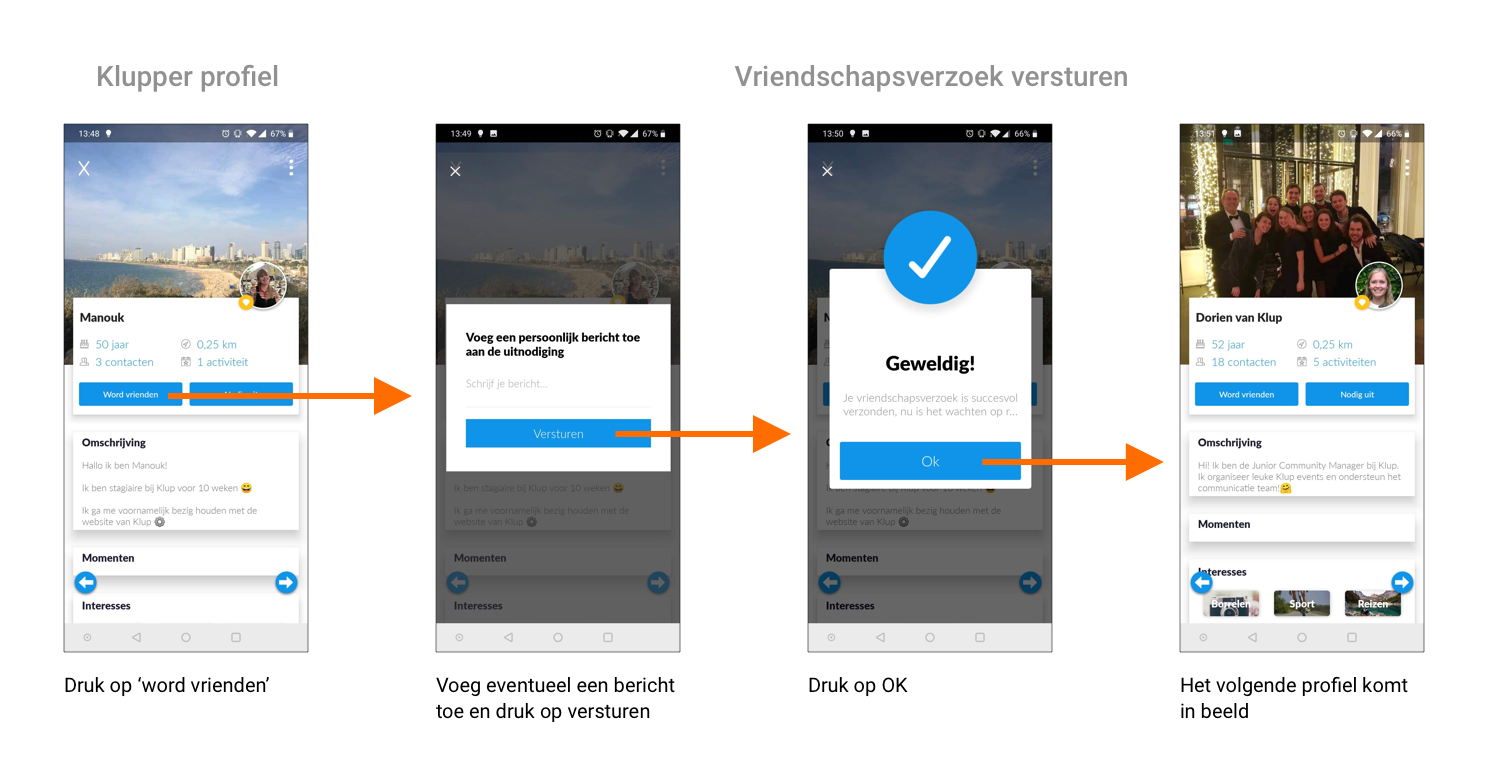 Klupper profiel
Vriendschapsverzoek versturen
13:48
67%
X
Manouk
50 jaar
0,25 km
3 contacten
1 activiteit
Word vrienden
Omschrijving
Hallo ik ben Manouk!
Ik ben stagiaire bij Klup voor 10 weken 😀
Ik ga me voornamelijk bezig houden met de
website van Klup
Momenten
Interesses
Druk op ‘word vrienden’
13:49
67%
Voeg een persoonlijk bericht toe
aan de uitnodiging
Schrijf je bericht...
Versturen
Ik ben stagiaire bij Klup voor 10 weken 😀
Ik ga me voornamelijk bezig houden met de
website van Klup
Momenten
Interesses
Voeg eventueel een bericht
toe en druk op versturen
13:50
66%
Geweldig!
Je vriendschapsverzoek is succesvol
verzonden, nu is het wachten op r...
Ok
Ik ben stagiaire bij Klup voor 10 weken 😀
Ik ga me voornamelijk bezig houden met de
website van Klup
Momenten
Interesses
Druk op OK
13:51
66%
Dorien van Klup
52 jaar
0,25 km
18 contacten
5 activiteiten
Word vrienden
Nodig uit
Omschrijving
Hi! Ik ben de Junior Community Manager bij Klup.
Ik organiseer leuke Klup events en ondersteun het
communicatie team!🤗
Momenten
Interesses
Borrelen
Sport
Reizen
Het volgende profiel komt
in beeld